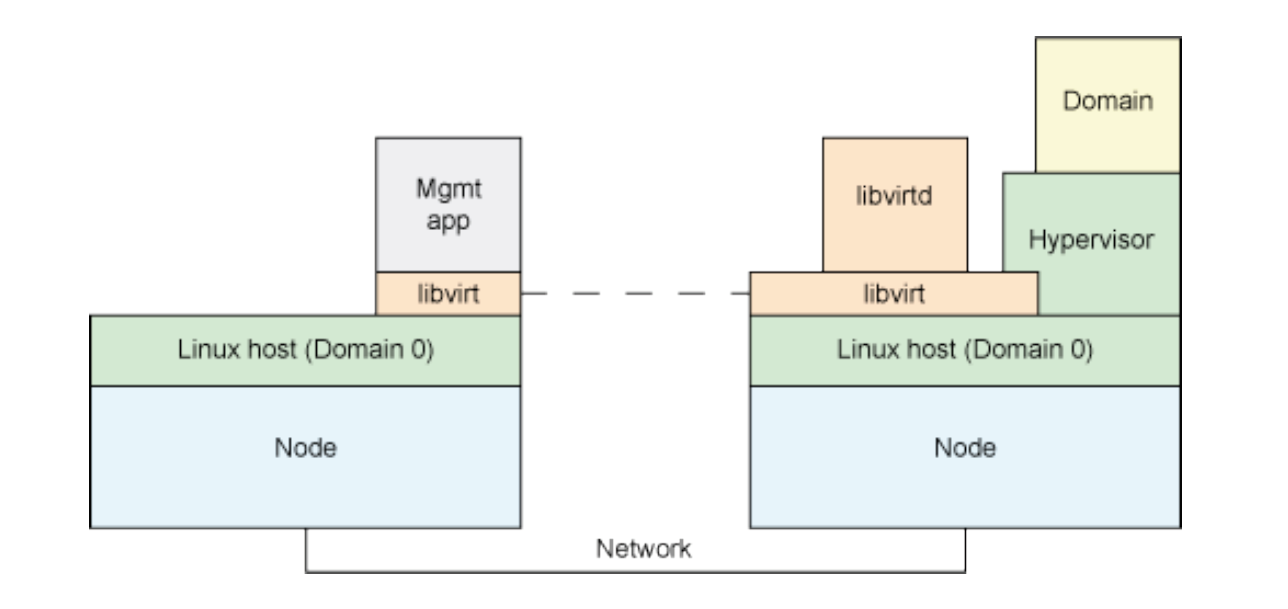 Domain
Mgmt
app
libvirtd
Hypervisor
libvirt
libvirt
Linux host (Domain 0)
Linux host (Domain 0)
Node
Node
Network